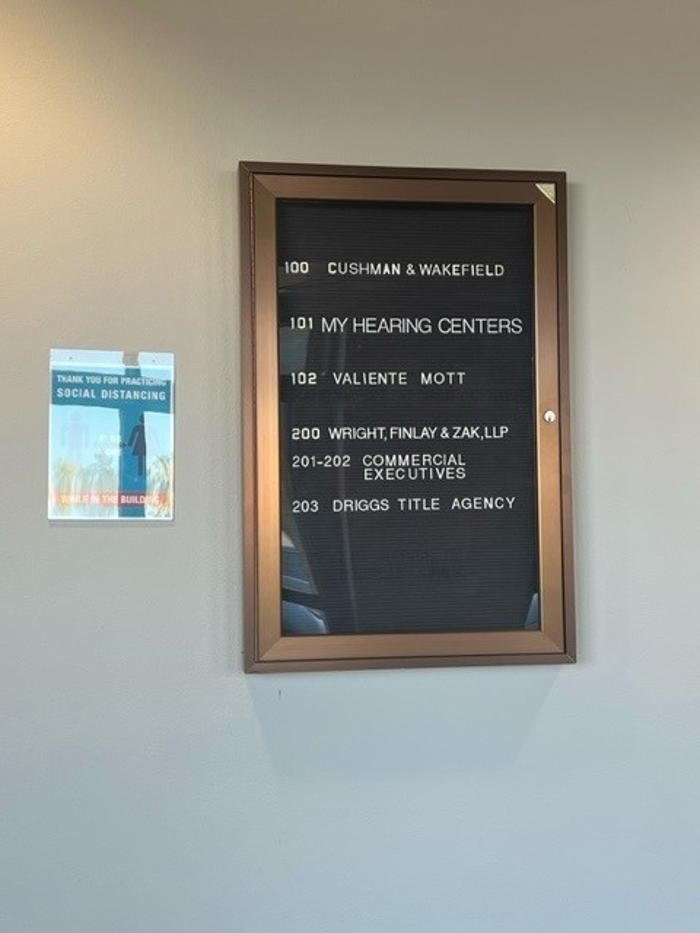 THANK YOU FOR PRACTICING
SOCIAL DISTANCING
WHILE IN THE BUILDING
100 CUSHMAN & WAKEFIELD
101 MY HEARING CENTERS
102 VALIENTE MOTT
200 WRIGHT, FINLAY & ZAK, LLP
201-202 COMMERCIAL
EXECUTIVES
203 DRIGGS TITLE AGENCY